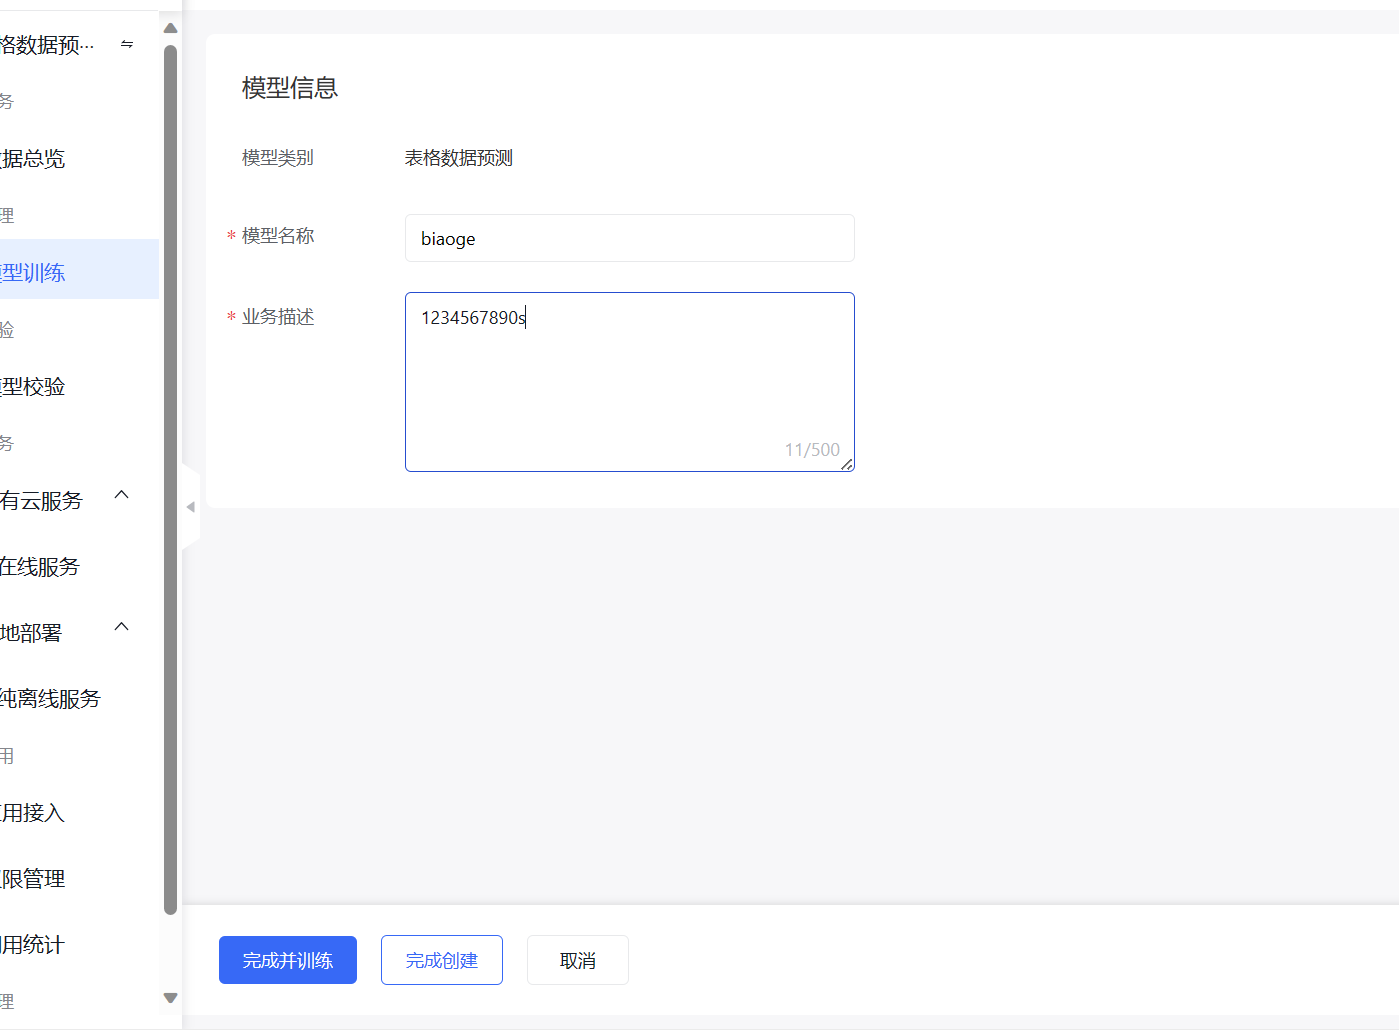 格数据预···
务
据总览
理
型训练
验
型校验
务
有云服务
在线服务
地部署
纯离线服务
用
用接入
限管理
用统计
理
模型信息
模型类别 表格数据预测
* 模型名称 biaoge
* 业务描述 1234567890s
11/500
完成并训练 完成创建 取消